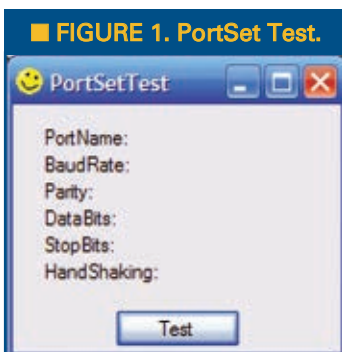 ■ FIGURE 1. PortSet Test.
PortSetTest
PortName:
BaudRate:
Parity:
DataBits:
StopBits:
HandShaking:
Test